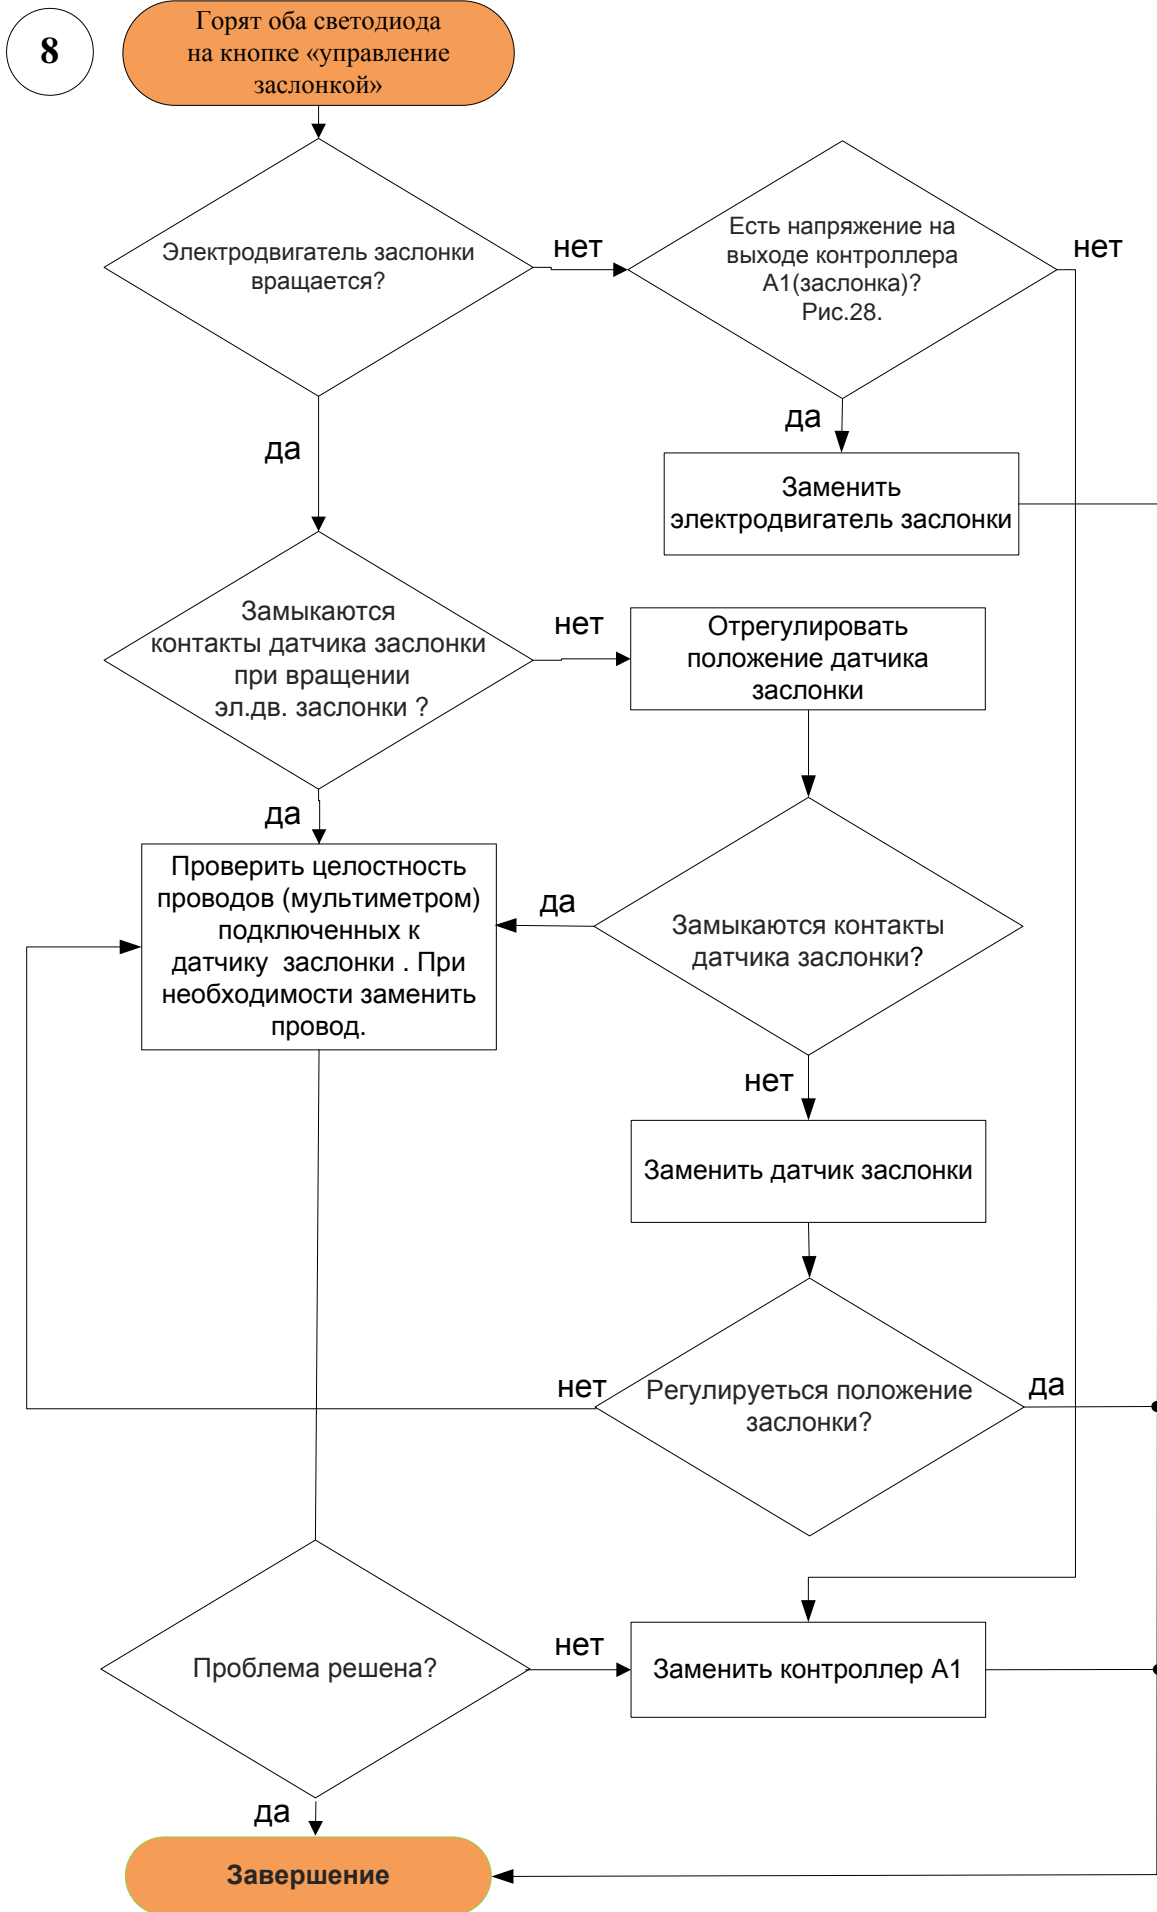 8
Горят оба светодиода
на кнопке «управление
заслонкой»
Электродвигатель заслонки
вращается?
нет
Есть напряжение на
выходе контроллера
А1(заслонка)?
Рис.28.
нет
да
да
Заменить
электродвигатель заслонки
Замыкаются
контакты датчика заслонки
при вращении
эл.дв. заслонки ?
нет
Отрегулировать
положение датчика
заслонки
да
Проверить целостность
проводов (мультиметром)
подключенных к
датчику заслонки . При
необходимости заменить
провод.
да
Замыкаются контакты
датчика заслонки?
нет
Заменить датчик заслонки
нет
Регулируеться положение
заслонки?
да
Проблема решена?
нет
Заменить контроллер А1
да
Завершение